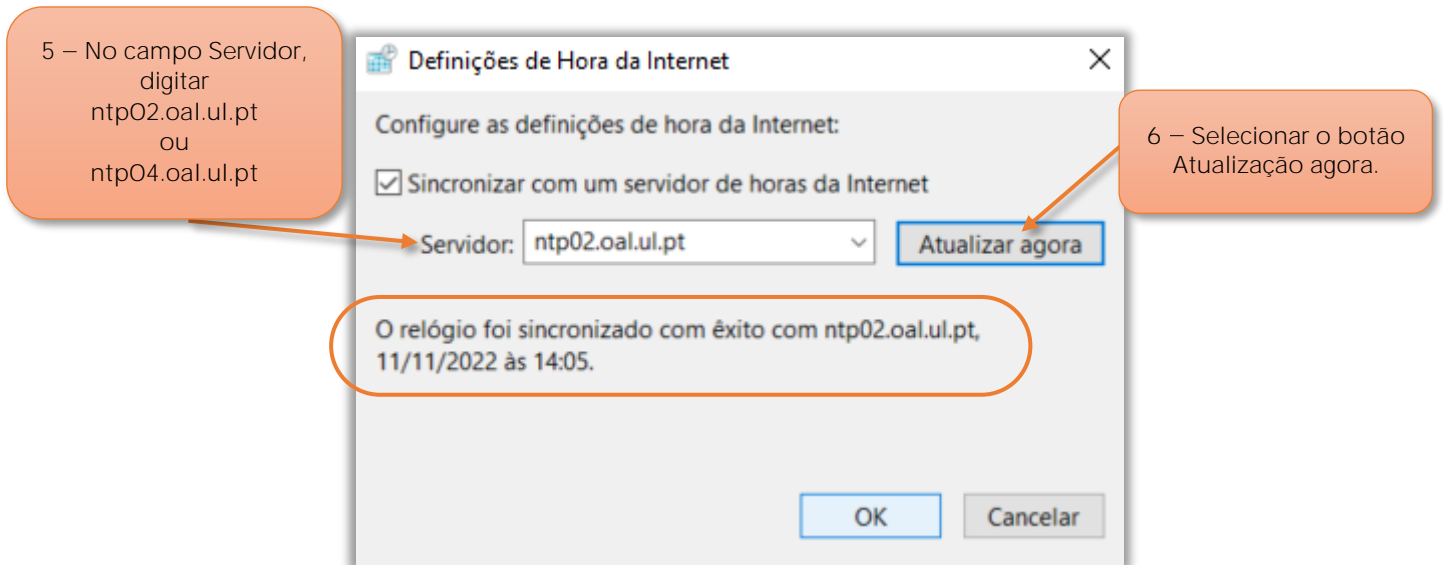 5 – No campo Servidor,
digitar
ntp02.oal.ul.pt
ou
ntp04.oal.ul.pt
Definições de Hora da Internet
Configure as definições de hora da Internet:
Sincronizar com um servidor de horas da Internet
Servidor: ntp02.oal.ul.pt
Atualizar agora
6 – Selecionar o botão
Atualização agora.
O relógio foi sincronizado com êxito com ntp02.oal.ul.pt,
11/11/2022 às 14:05.
OK
Cancelar